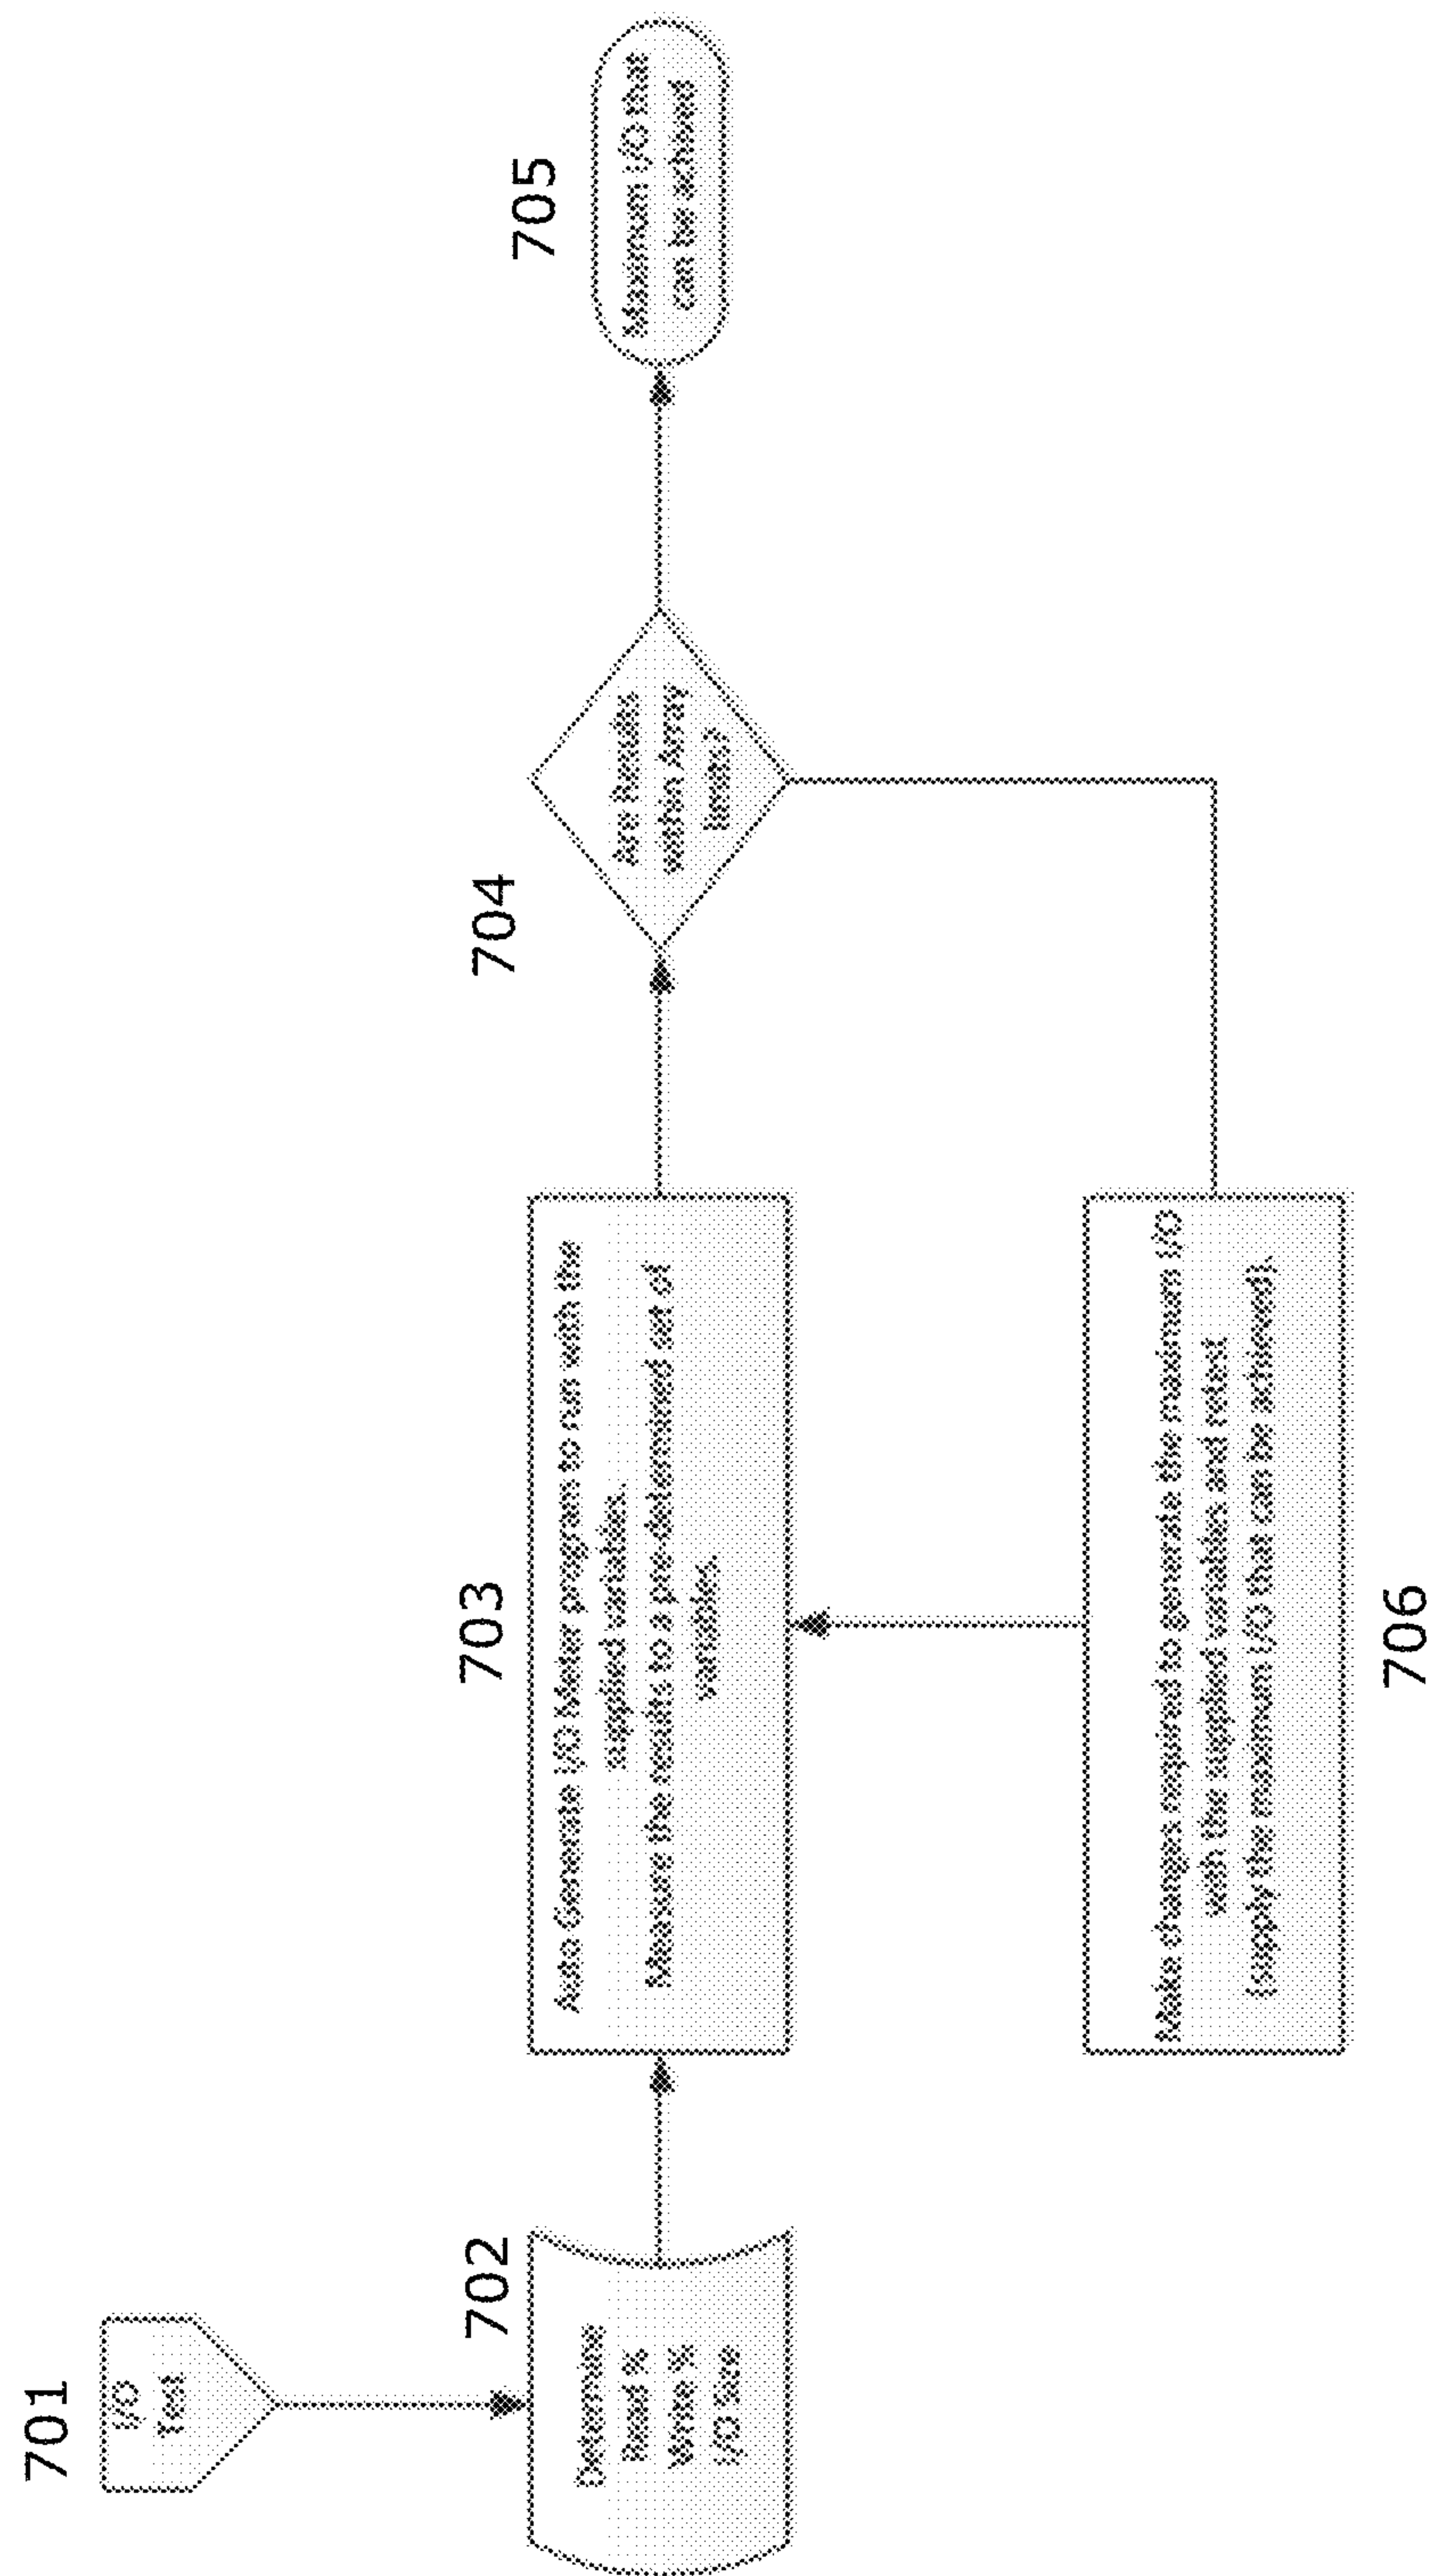 701
I/O
Test
702
Determine
Read %
Write %
I/O Size
703
Auto Generate I/O Meter program to run with the
supplied variables.
Measure the results to a pre-determined set of
variables.
704
Are Results
within Array
limits?
705
Maximum I/O that
can be achieved
706
Make changes required to generate the maximum I/O
with the supplied variables and retest
(supply the maximum I/O that can be achieved).